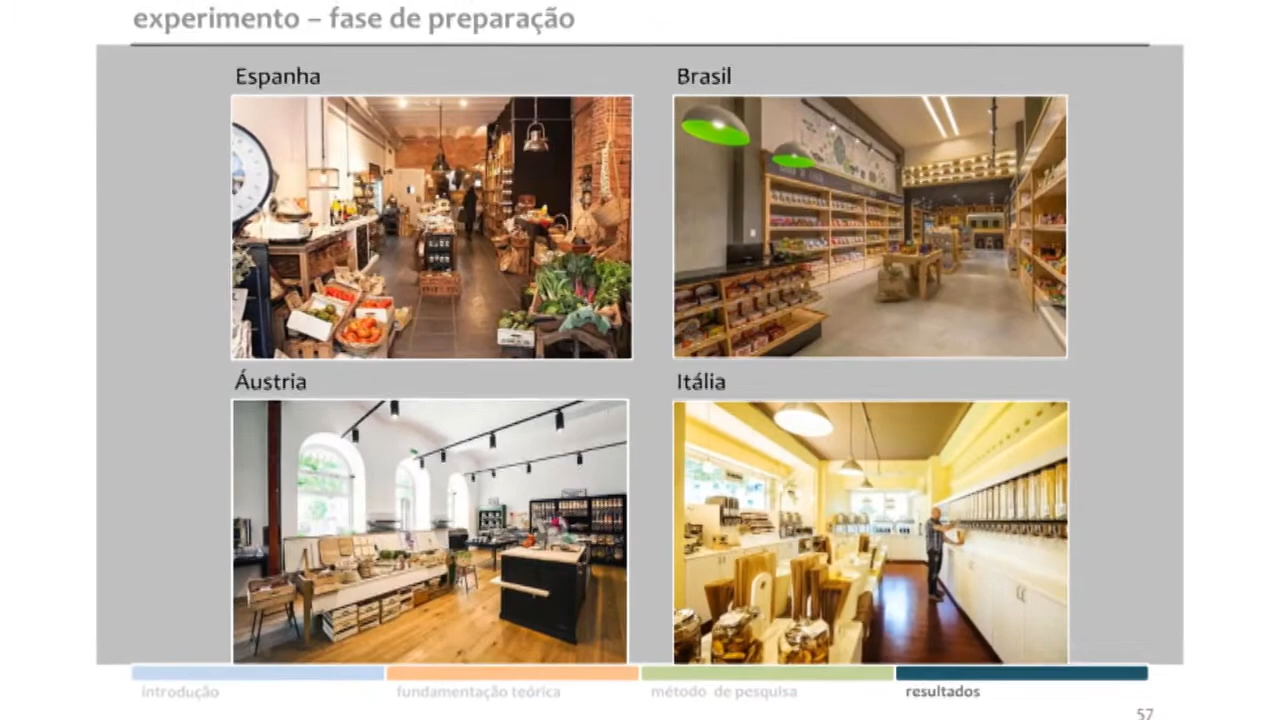 experimento – fase de preparação
Espanha
Brasil
Áustria
Itália
introdução
fundamentação teórica
método de pesquisa
resultados
57